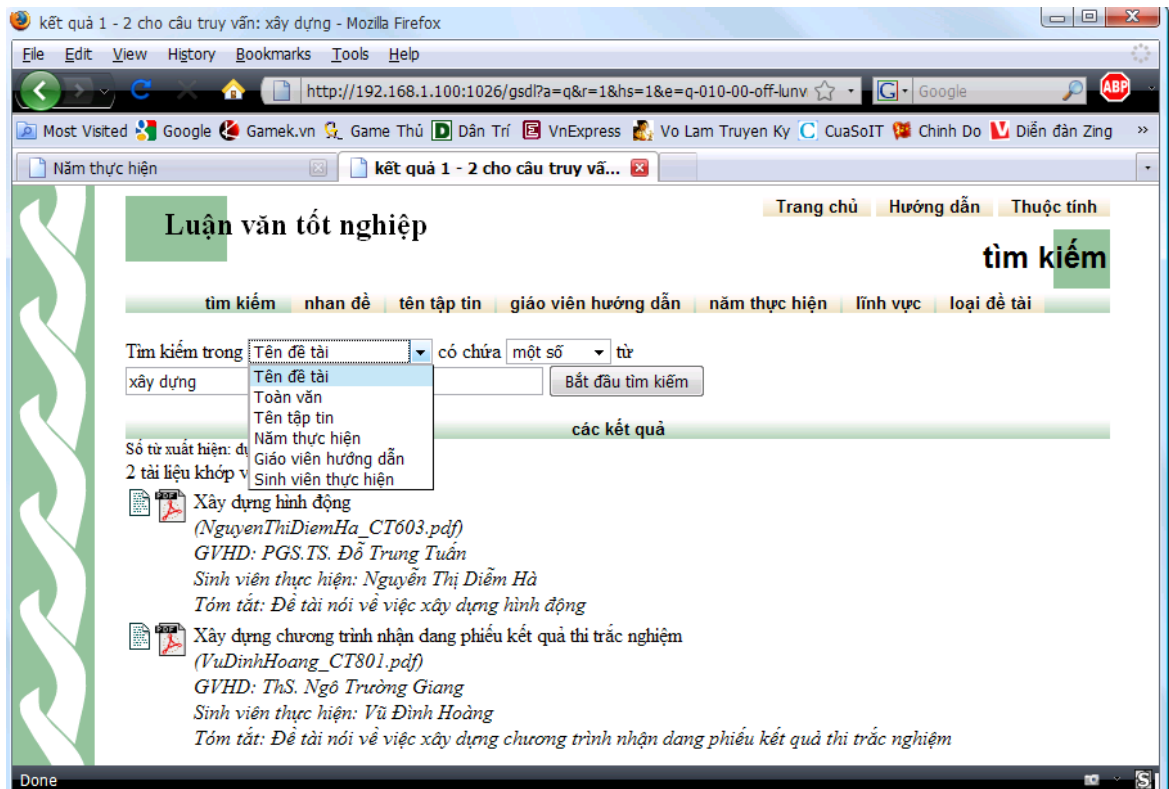 kết quả 1 - 2 cho câu truy vấn: xây dựng - Mozilla Firefox
File Edit View History Bookmarks Tools Help
http://192.168.1.100:1026/gsdl?a=q&r=1&hs=1&e=q-010-00-off-lunv G Google ABP
Most Visited Google Gamek.vn Game Thủ D Dân Trí E VnExpress Vo Lam Truyen Ky C CuaSoIT Chinh Do Diễn đàn Zing »
Năm thực hiện kết quả 1 - 2 cho câu truy vấ...
Luận văn tốt nghiệp
Trang chủ Hướng dẫn Thuộc tính
tìm kiếm
tìm kiếm nhan đề tên tập tin giáo viên hướng dẫn năm thực hiện lĩnh vực loại đề tài
Tìm kiếm trong Tên đề tài có chứa một số từ
xây dựng Bắt đầu tìm kiếm
Tên đề tài
Toàn văn
Tên tập tin
Năm thực hiện
Giáo viên hướng dẫn
Sinh viên thực hiện
các kết quả
Số từ xuất hiện:
2 tài liệu khớp
PDF Xây dựng hình động
(NguyenThiDiemHa_CT603.pdf)
GVHD: PGS.TS. Đỗ Trung Tuấn
Sinh viên thực hiện: Nguyễn Thị Diễm Hà
Tóm tắt: Đề tài nói về việc xây dựng hình động
PDF Xây dựng chương trình nhận dang phiếu kết quả thi trắc nghiệm
(VuDinhHoang_CT801.pdf)
GVHD: ThS. Ngô Trường Giang
Sinh viên thực hiện: Vũ Đình Hoàng
Tóm tắt: Đề tài nói về việc xây dựng chương trình nhận dang phiếu kết quả thi trắc nghiệm
Done S